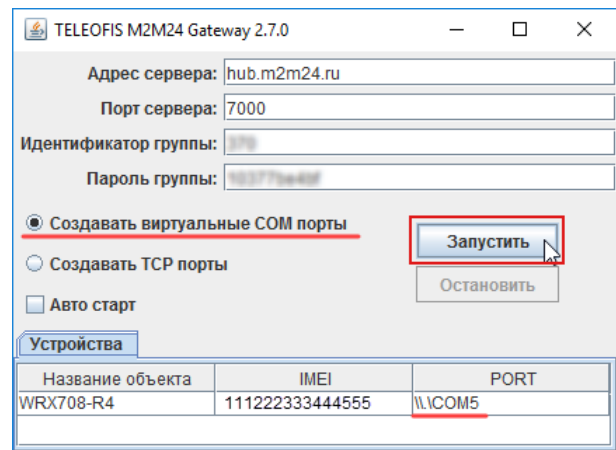 TELEOFIS M2M24 Gateway 2.7.0
Адрес сервера: hub.m2m24.ru
Порт сервера: 7000
Идентификатор группы:
Пароль группы:
Создавать виртуальные COM порты
Запустить
Создавать TCP порты
Остановить
Авто старт
Устройства
Название объекта IMEI PORT
WRX708-R4 111222333444555 \\.\COM5